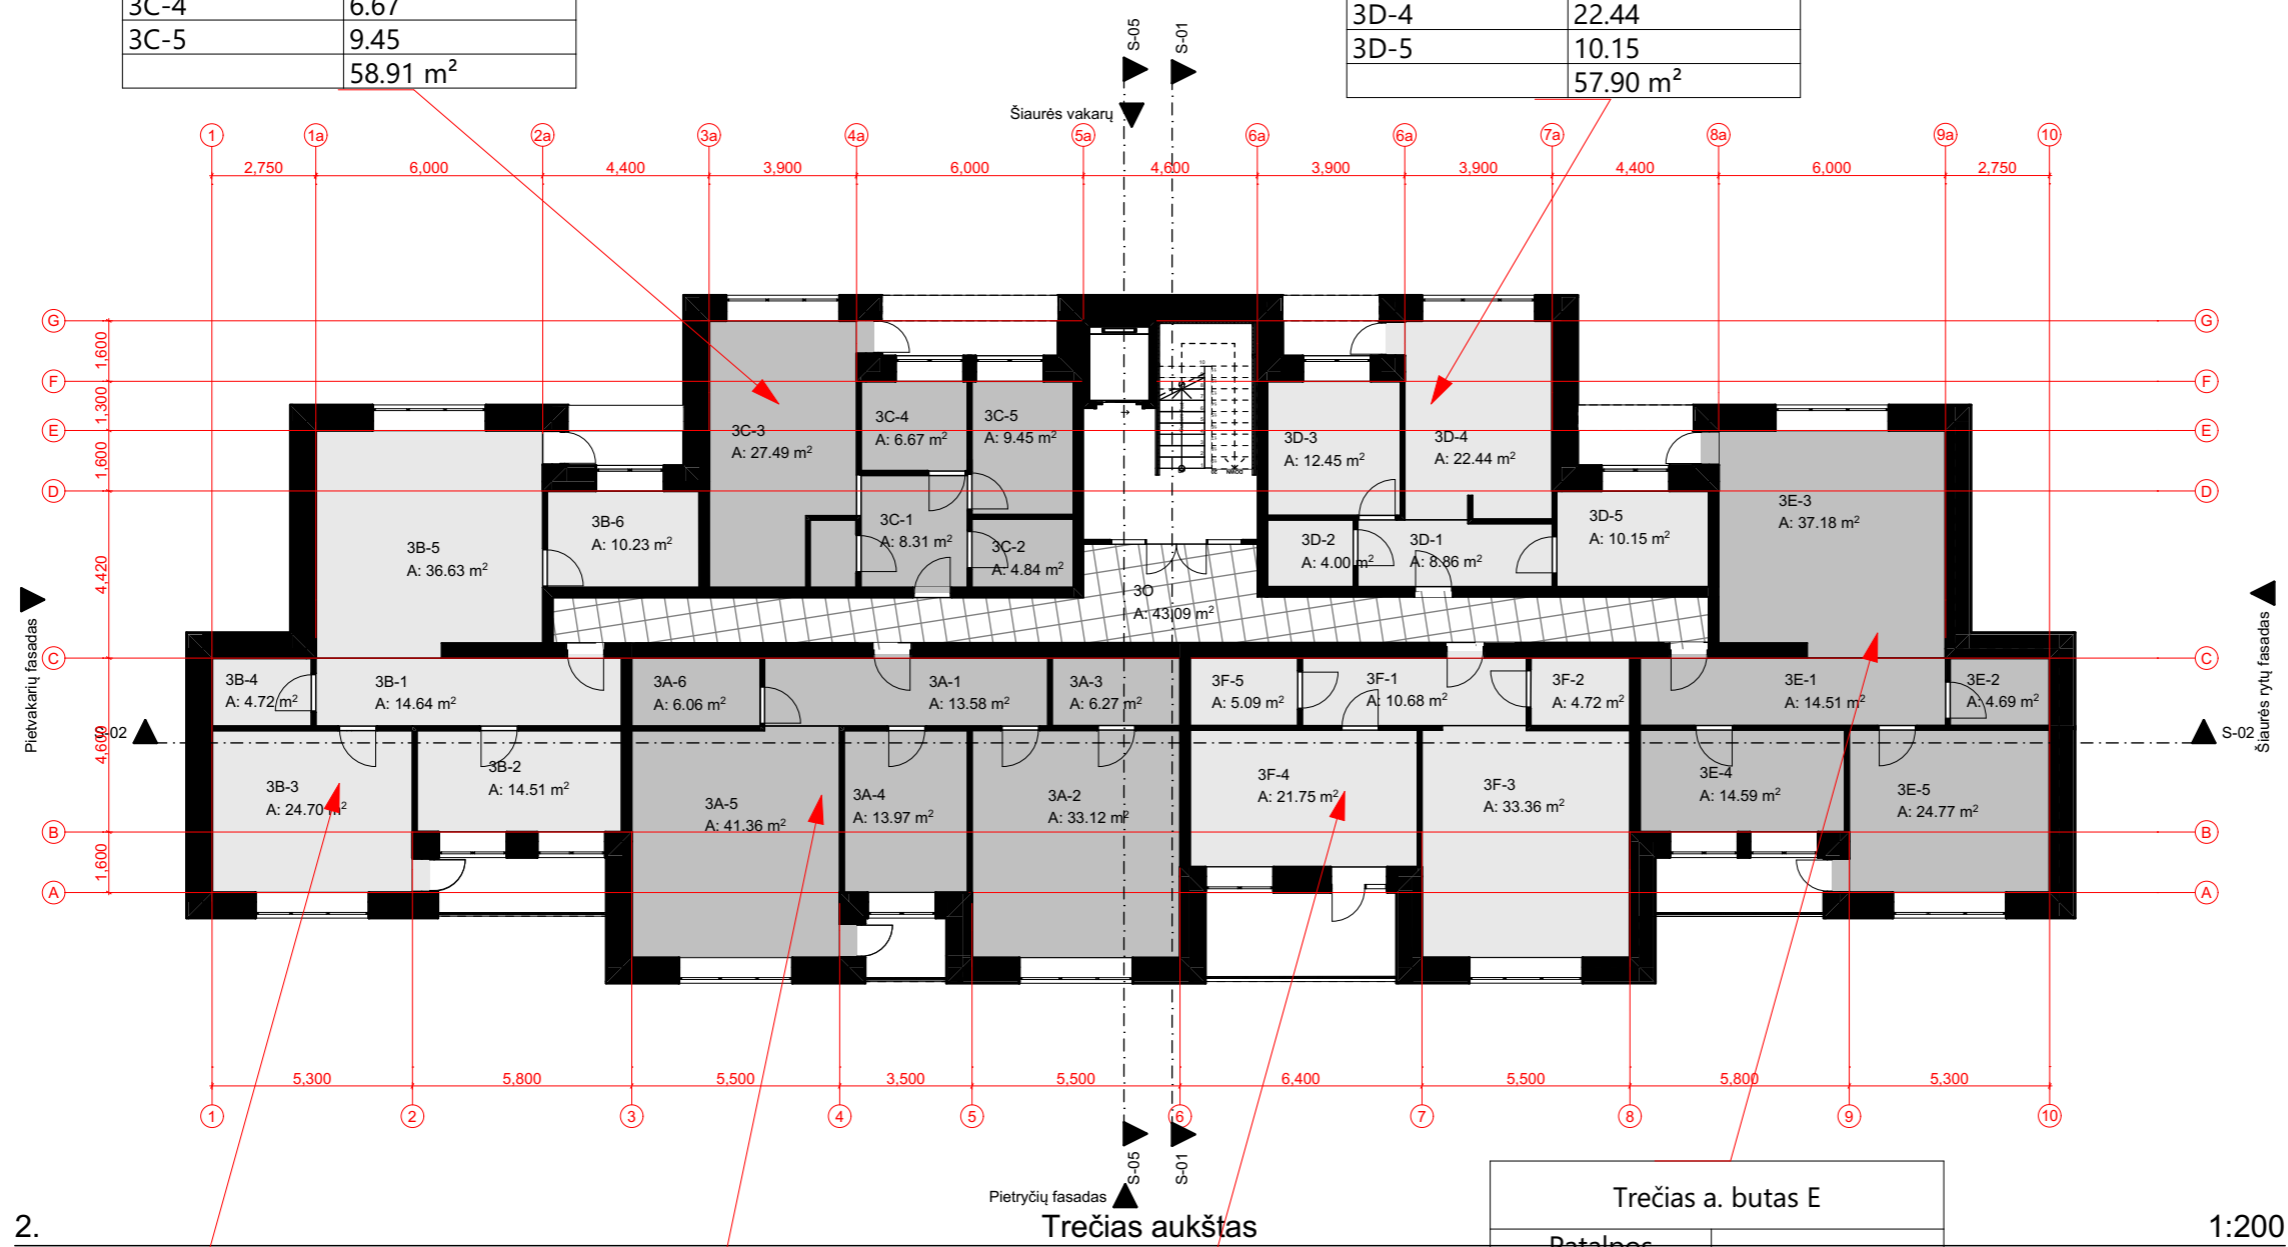 3C-4 6.67
3C-5 9.45
58.91 m²
3D-4 22.44
3D-5 10.15
57.90 m²
S-05 S-01
Šiaurės vakarų
1 1a 2a 3a 4a 5a 6a 6a 7a 8a 9a 10
2,750 6,000 4,400 3,900 6,000 4,600 3,900 3,900 4,400 6,000 2,750
G G
1,600
F F
1,300
E E
1,600
D D
4,420
C C
4,600
B B
1,600
A A
3C-3
A: 27.49 m²
3C-4
A: 6.67 m²
3C-5
A: 9.45 m²
3D-3
A: 12.45 m²
3D-4
A: 22.44 m²
3B-5
A: 36.63 m²
3B-6
A: 10.23 m²
3C-1
A: 8.31 m²
3C-2
A: 4.84 m²
3D-2
A: 4.00 m²
3D-1
A: 8.86 m²
3D-5
A: 10.15 m²
3E-3
A: 37.18 m²
3O
A: 43.09 m²
Pietvakarių fasadas
Šiaurės rytų fasadas
3B-4
A: 4.72 m²
3B-1
A: 14.64 m²
3A-6
A: 6.06 m²
3A-1
A: 13.58 m²
3A-3
A: 6.27 m²
3F-5
A: 5.09 m²
3F-1
A: 10.68 m²
3F-2
A: 4.72 m²
3E-1
A: 14.51 m²
3E-2
A: 4.69 m²
S-02 S-02
3B-3
A: 24.70 m²
3B-2
A: 14.51 m²
3A-5
A: 41.36 m²
3A-4
A: 13.97 m²
3A-2
A: 33.12 m²
3F-4
A: 21.75 m²
3F-3
A: 33.36 m²
3E-4
A: 14.59 m²
3E-5
A: 24.77 m²
5,300 5,800 5,500 3,500 5,500 6,400 5,500 5,800 5,300
1 2 3 4 5 6 7 8 9 10
S-05 S-01
Pietryčių fasadas
Trečias a. butas E
Patalpos
2. Trečias aukštas 1:200